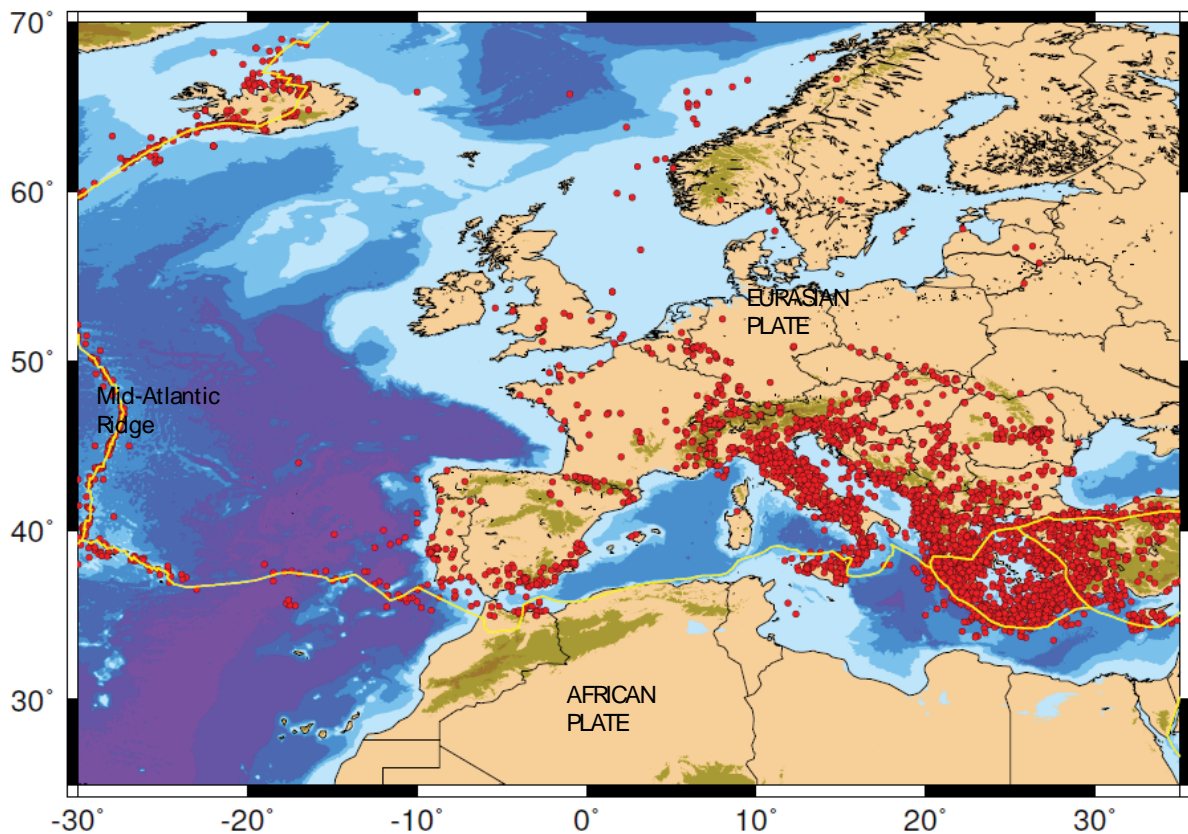 70°
60°
50°
40°
30°
-30°
-20°
-10°
0°
10°
20°
30°
EURASIAN
PLATE
Mid-Atlantic
Ridge
AFRICAN
PLATE